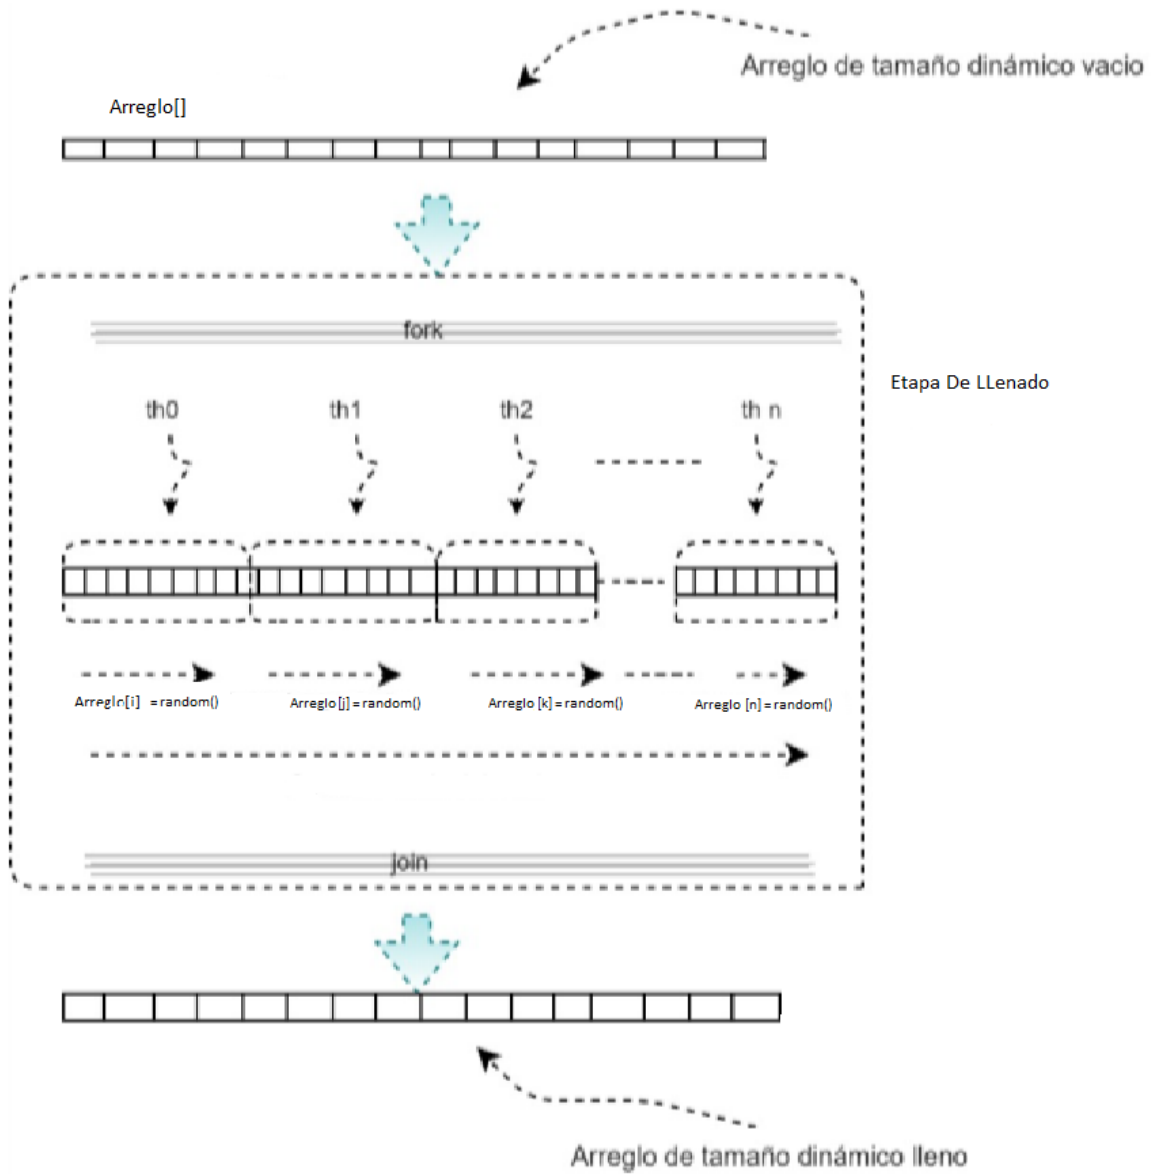 Arreglo de tamaño dinámico vacio
Arreglo[]
fork
Etapa De LLenado
th0 th1 th2 th n
Arreglo[i] =random() Arreglo[j]=random() Arreglo [k]=random() Arreglo [n]=random()
join
Arreglo de tamaño dinámico lleno